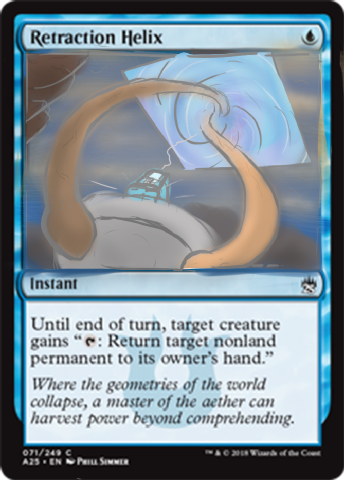 Retraction Helix
Instant
Until end of turn, target creature
gains “: Return target nonland
permanent to its owner's hand.”
Where the geometries of the world
collapse, a master of the aether can
harvest power beyond comprehending.
071/249 C
A25 • EN Phill Simmer
™ & © 2018 Wizards of the Coast